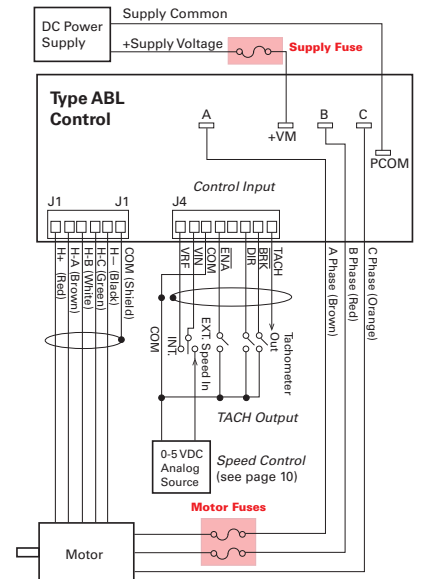 Supply Common
DC Power
Supply
+Supply Voltage
Supply Fuse
Type ABL
Control
A
+VM
B
C
PCOM
Control Input
J1
J1
J4
H+ (Red)
H-A (Brown)
H-B (White)
H-C (Green)
H— (Black)
COM (Shield)
VRF
VIN
COM
ENA
DIR
BRK
TACH
A Phase (Brown)
B Phase (Red)
C Phase (Orange)
COM
INT.
EXT. Speed In
Tachometer
Out
TACH Output
0-5 VDC
Analog
Source
Speed Control
(see page 10)
Motor Fuses
Motor